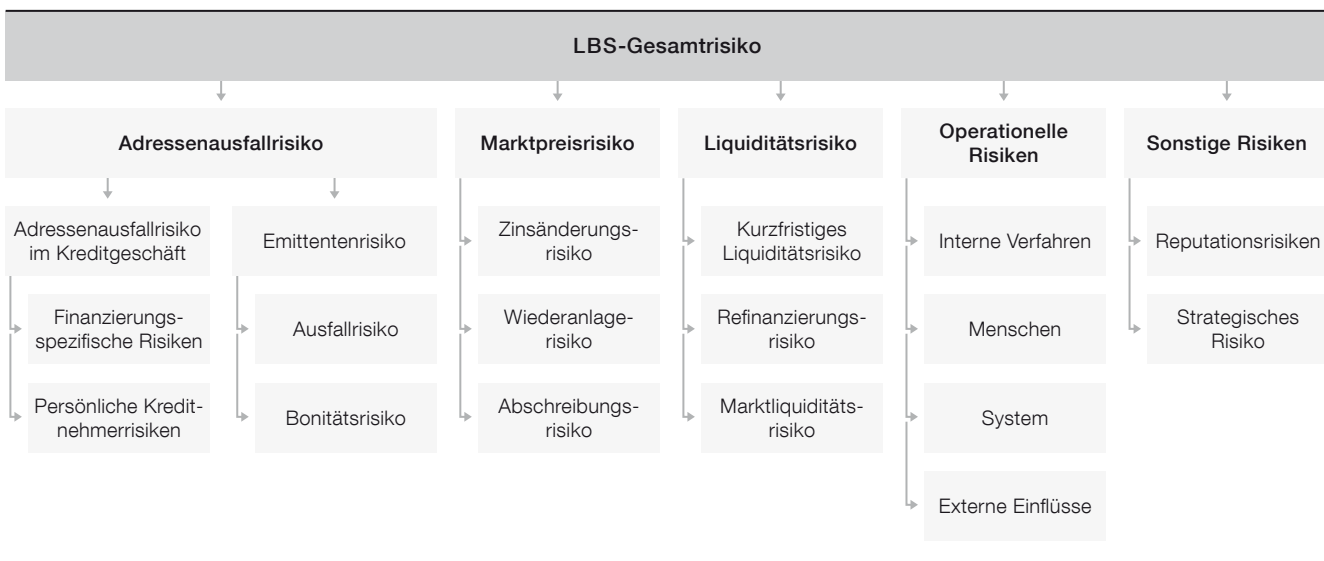 LBS-Gesamtrisiko
Adressenausfallrisiko
Adressenausfallrisiko
im Kreditgeschäft
Finanzierungs-
spezifische Risiken
Persönliche Kredit-
nehmerrisiken
Emittentenrisiko
Ausfallrisiko
Bonitätsrisiko
Marktpreisrisiko
Zinsänderungs-
risiko
Wiederanlage-
risiko
Abschreibungs-
risiko
Liquiditätsrisiko
Kurzfristiges
Liquiditätsrisiko
Refinanzierungs-
risiko
Marktliquiditäts-
risiko
Operationelle
Risiken
Interne Verfahren
Menschen
System
Externe Einflüsse
Sonstige Risiken
Reputationsrisiken
Strategisches
Risiko